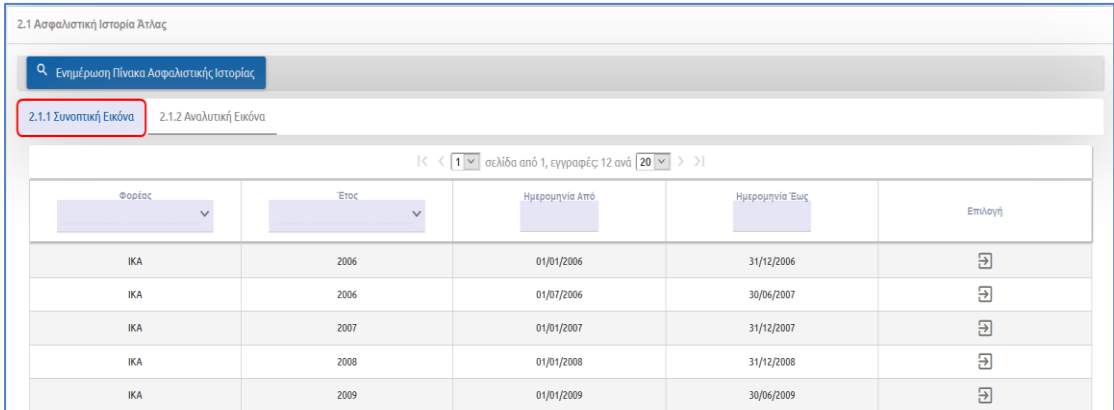 2.1 Ασφαλιστική Ιστορία Άτλας
Ενημέρωση Πίνακα Ασφαλιστικής Ιστορίας
2.1.1 Συνοπτική Εικόνα 2.1.2 Αναλυτική Εικόνα
1 σελίδα από 1, εγγραφές: 12 ανά 20
Φορέας Έτος Ημερομηνία Από Ημερομηνία Έως Επιλογή
ΙΚΑ 2006 01/01/2006 31/12/2006
ΙΚΑ 2006 01/07/2006 30/06/2007
ΙΚΑ 2007 01/01/2007 31/12/2007
ΙΚΑ 2008 01/01/2008 31/12/2008
ΙΚΑ 2009 01/01/2009 30/06/2009